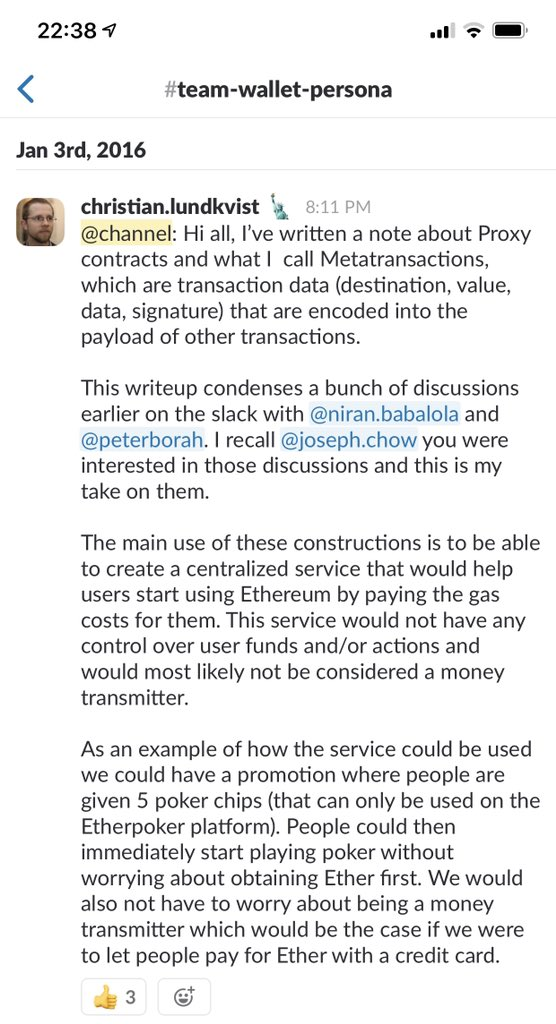 22:38
#team-wallet-persona
Jan 3rd, 2016
christian.lundkvist 🗽 8:11 PM
@channel: Hi all, I’ve written a note about Proxy
contracts and what I  call Metatransactions,
which are transaction data (destination, value,
data, signature) that are encoded into the
payload of other transactions.
This writeup condenses a bunch of discussions
earlier on the slack with @niran.babalola and
@peterborah. I recall @joseph.chow you were
interested in those discussions and this is my
take on them.
The main use of these constructions is to be able
to create a centralized service that would help
users start using Ethereum by paying the gas
costs for them. This service would not have any
control over user funds and/or actions and
would most likely not be considered a money
transmitter.
As an example of how the service could be used
we could have a promotion where people are
given 5 poker chips (that can only be used on the
Etherpoker platform). People could then
immediately start playing poker without
worrying about obtaining Ether first. We would
also not have to worry about being a money
transmitter which would be the case if we were
to let people pay for Ether with a credit card.
👍 3